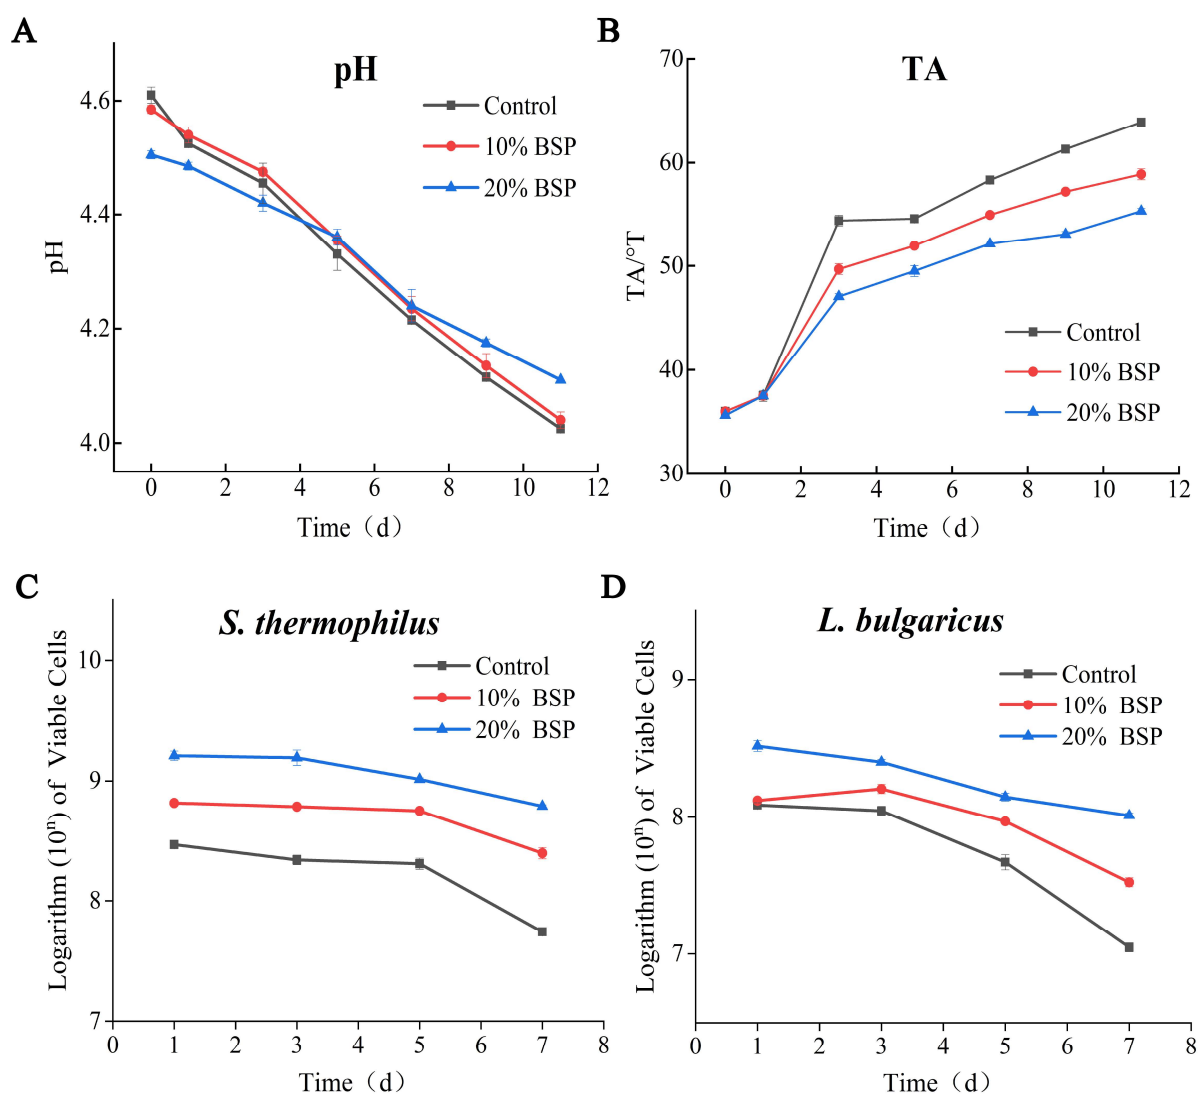 A
pH
pH
4.6
4.4
4.2
4.0
Control
10% BSP
20% BSP
0 2 4 6 8 10 12
Time（d）
B
TA
TA/°T
70
60
50
40
30
Control
10% BSP
20% BSP
0 2 4 6 8 10 12
Time（d）
C
S. thermophilus
Logarithm (10ⁿ) of Viable Cells
10
9
8
7
Control
10% BSP
20% BSP
0 1 2 3 4 5 6 7 8
Time（d）
D
L. bulgaricus
Logarithm (10ⁿ) of Viable Cells
9
8
7
Control
10% BSP
20% BSP
0 1 2 3 4 5 6 7 8
Time（d）